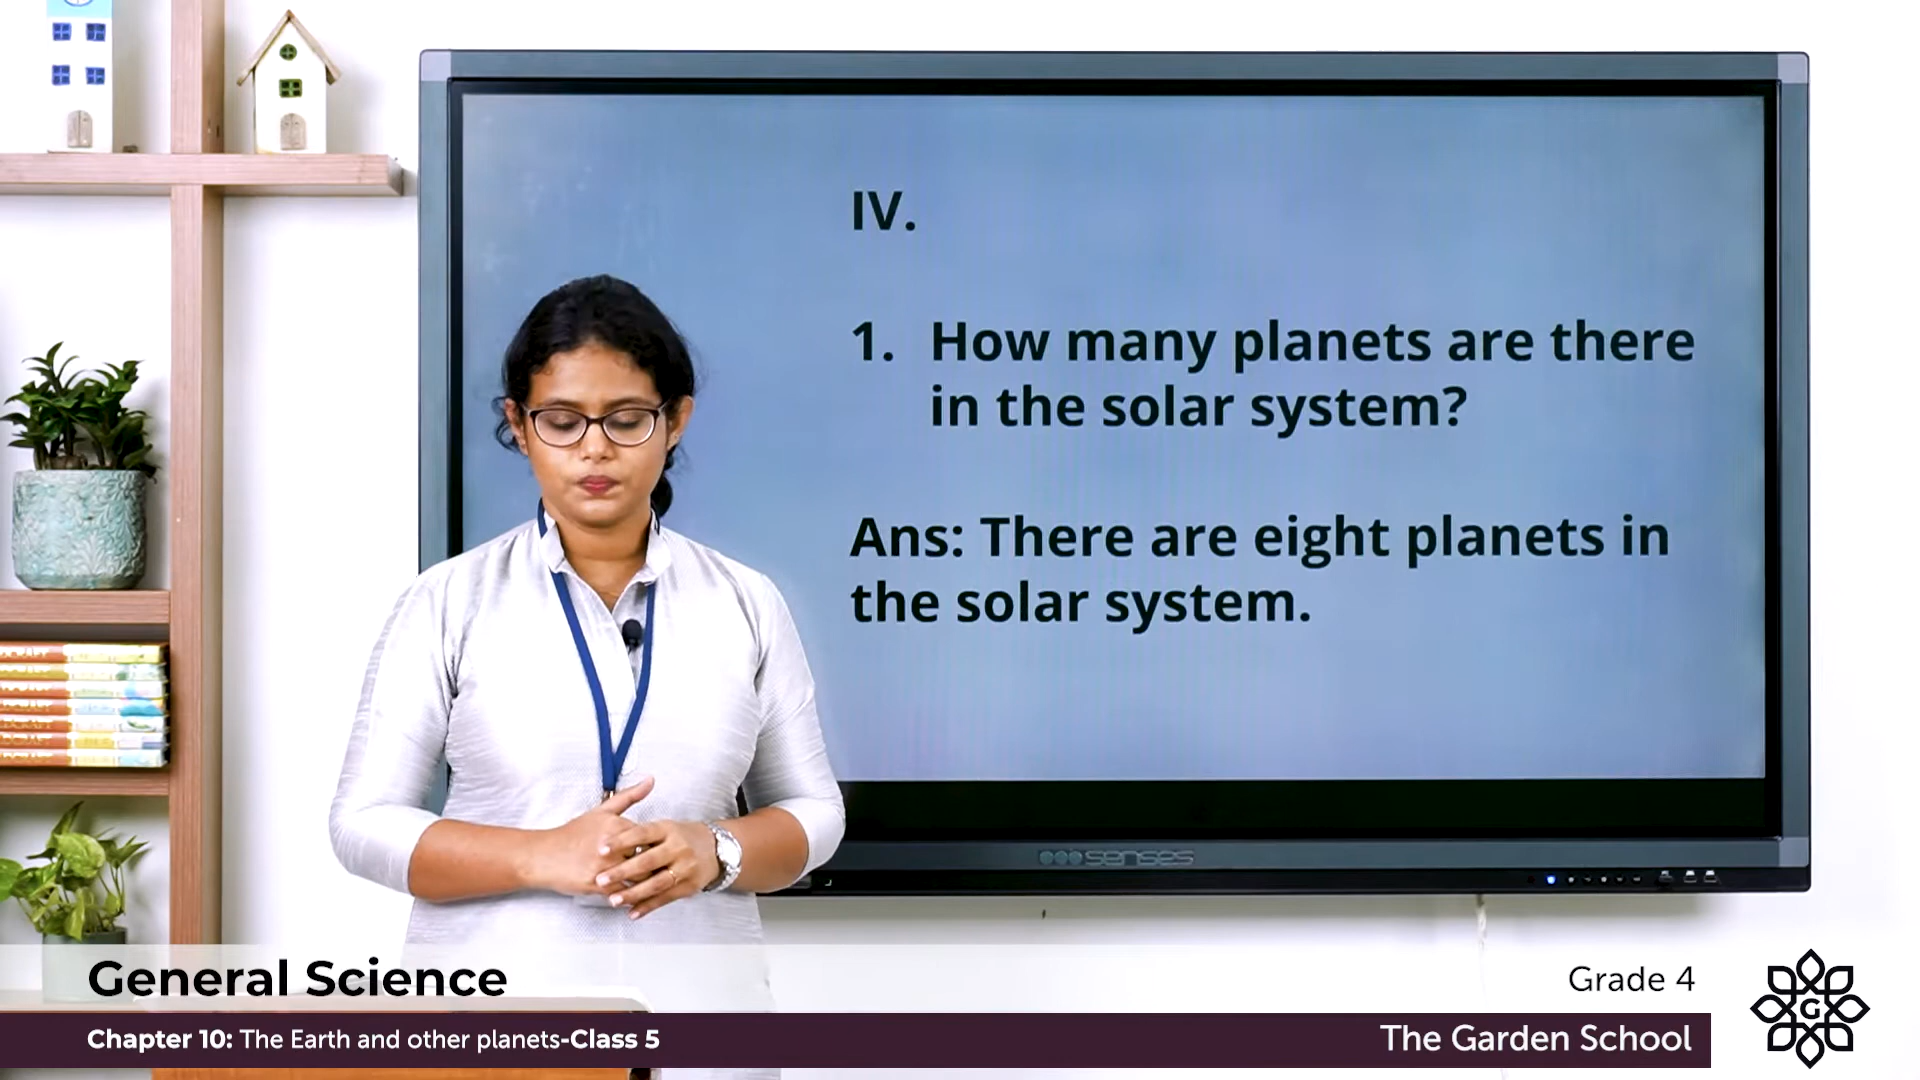 IV.
1. How many planets are there
in the solar system?
Ans: There are eight planets in
the solar system.
senses
General Science
Grade 4
Chapter 10: The Earth and other planets-Class 5
The Garden School
G